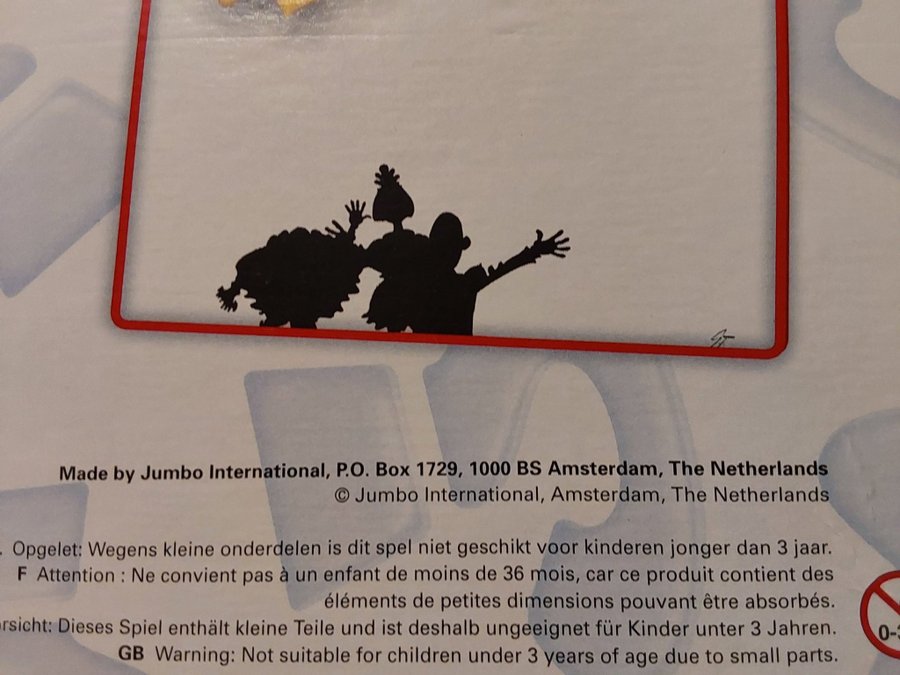 Made by Jumbo International, P.O. Box 1729, 1000 BS Amsterdam, The Netherlands
© Jumbo International, Amsterdam, The Netherlands
Opgelet: Wegens kleine onderdelen is dit spel niet geschikt voor kinderen jonger dan 3 jaar.
F Attention : Ne convient pas à un enfant de moins de 36 mois, car ce produit contient des
éléments de petites dimensions pouvant être absorbés.
rsicht: Dieses Spiel enthält kleine Teile und ist deshalb ungeeignet für Kinder unter 3 Jahren.
GB Warning: Not suitable for children under 3 years of age due to small parts.
0-3